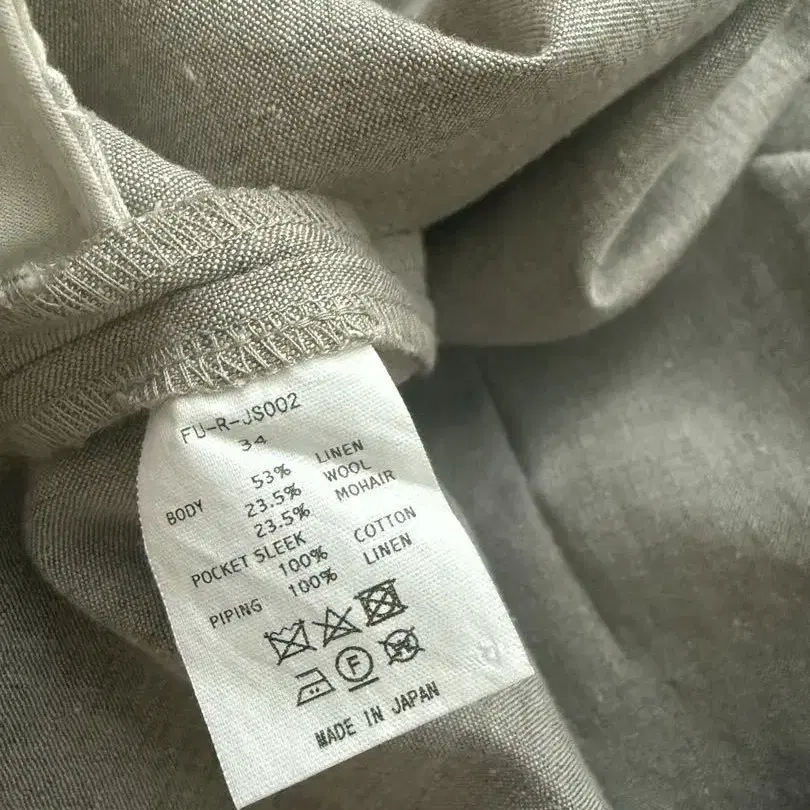 FU-R-JS002
34
BODY 53% LINEN
23.5% WOOL
23.5% MOHAIR
POCKET SLEEK
100% COTTON
PIPING 100% LINEN
F
MADE IN JAPAN